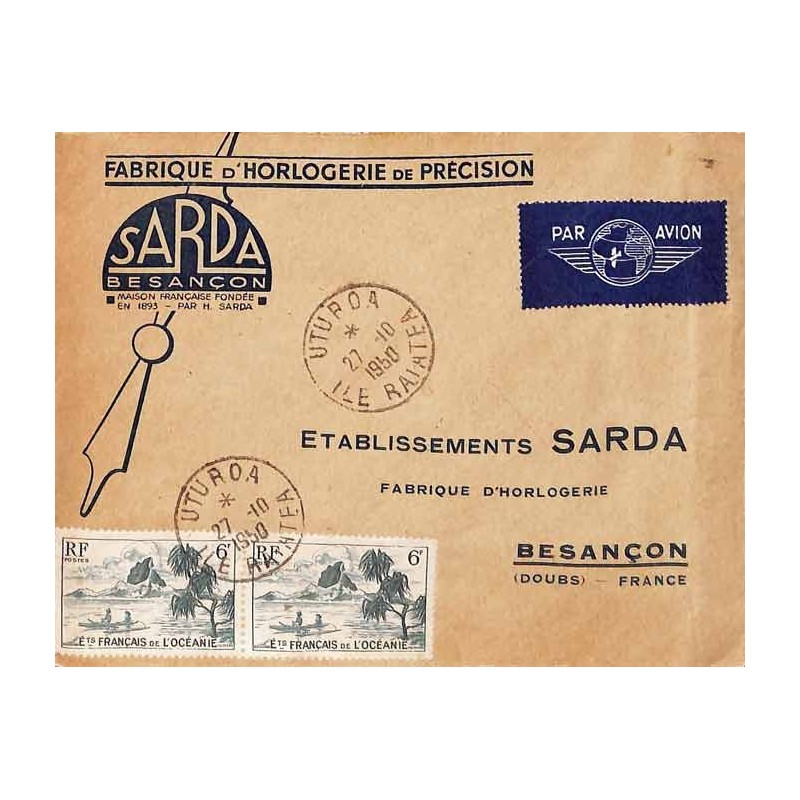 FABRIQUE D'HORLOGERIE DE PRÉCISION
SARDA
BESANÇON
MAISON FRANÇAISE FONDÉE
EN 1893 - PAR H. SARDA
PAR AVION
UTUROA
*
27 -10
1950
ILE RAIATEA
ETABLISSEMENTS SARDA
FABRIQUE D'HORLOGERIE
BESANÇON
(DOUBS) - FRANCE
UTUROA
*
27 -10
1950
ILE RAIATEA
RF
POSTES
6F
ÉTS FRANÇAIS DE L'OCÉANIE
RF
6F
ÉTS FRANÇAIS DE L'OCÉANIE